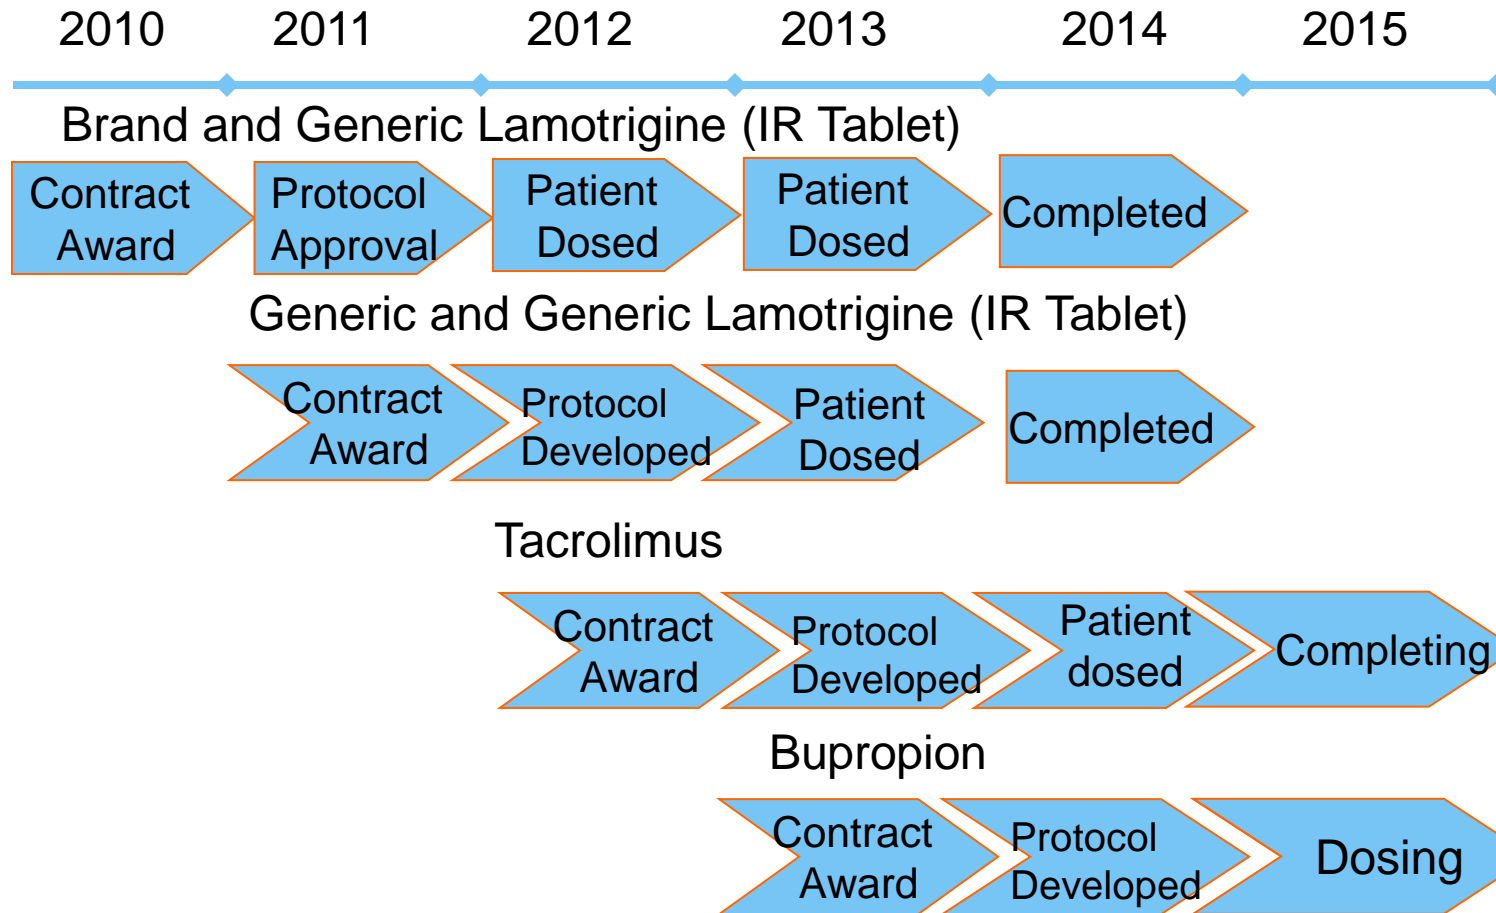 2010 2011 2012 2013 2014 2015
Brand and Generic Lamotrigine (IR Tablet)
Contract
Award
Protocol
Approval
Patient
Dosed
Patient
Dosed
Completed
Generic and Generic Lamotrigine (IR Tablet)
Contract
Award
Protocol
Developed
Patient
Dosed
Completed
Tacrolimus
Contract
Award
Protocol
Developed
Patient
dosed
Completing
Bupropion
Contract
Award
Protocol
Developed
Dosing